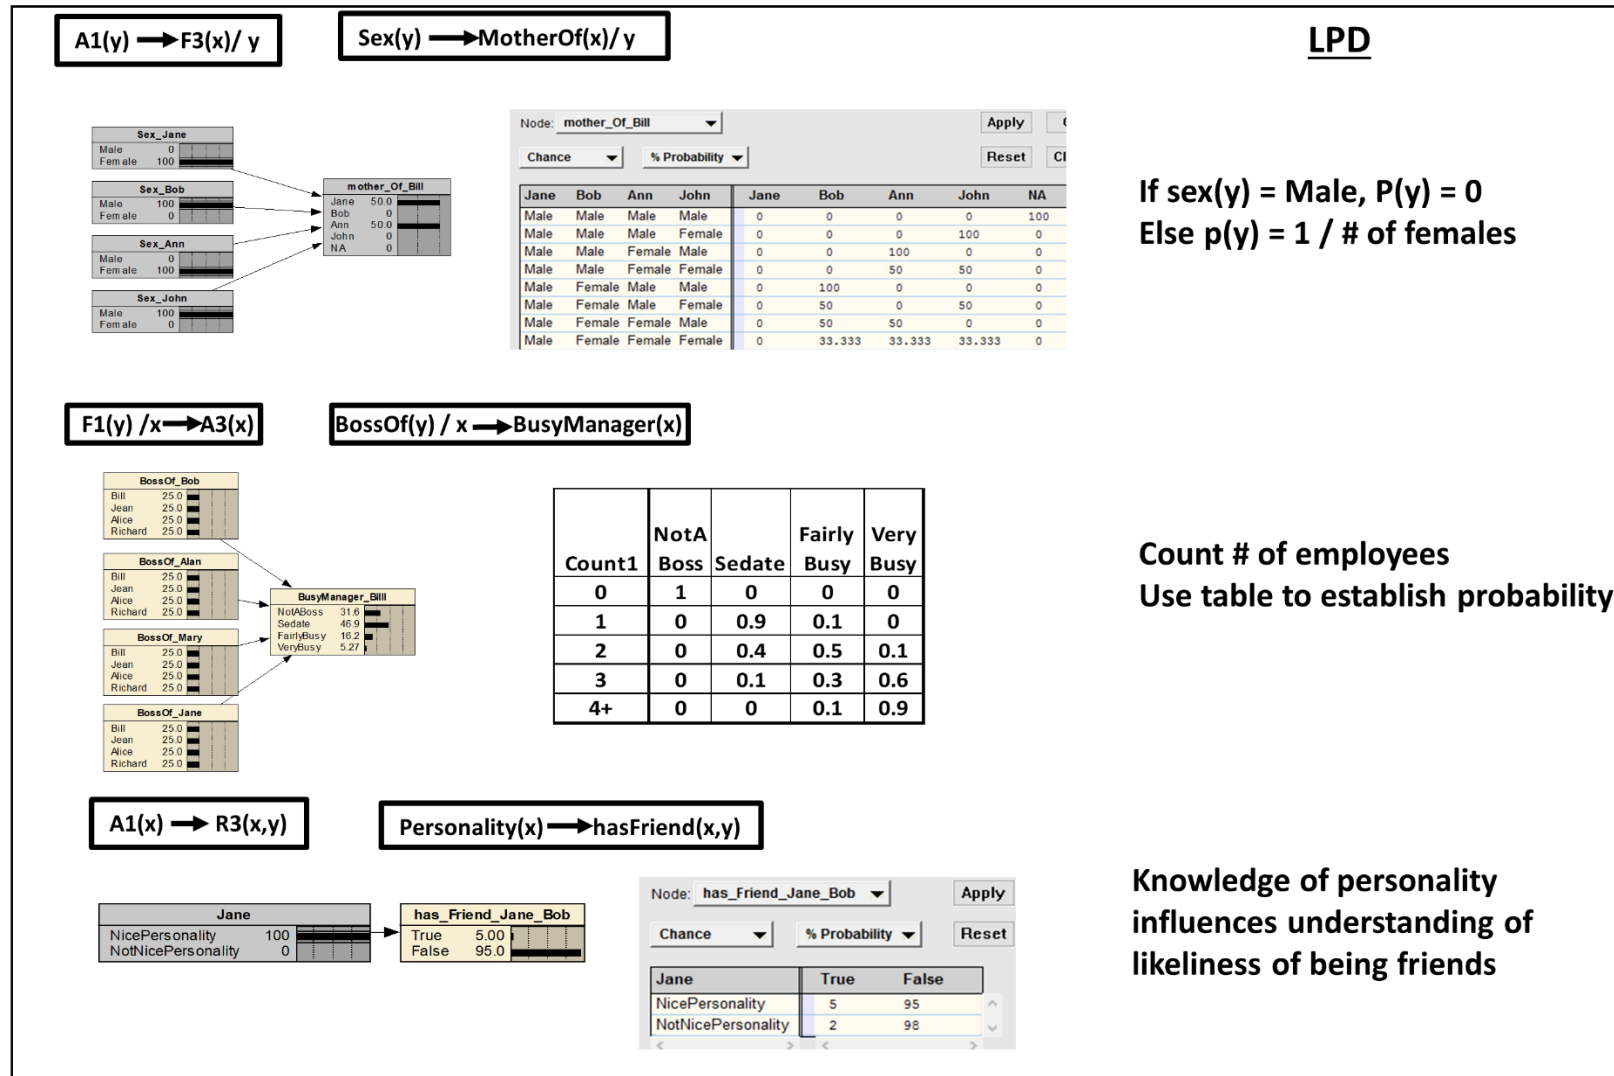 A1(y) → F3(x)/ y
Sex(y) → MotherOf(x)/ y
LPD
Sex_Jane
Male 0
Female 100
Sex_Bob
Male 100
Female 0
Sex_Ann
Male 0
Female 100
Sex_John
Male 100
Female 0
mother_Of_Bill
Jane 50.0
Bob 0
Ann 50.0
John 0
NA 0
Node: mother_Of_Bill Apply
Chance % Probability Reset
Jane Bob Ann John Jane Bob Ann John NA
Male Male Male Male 0 0 0 0 100
Male Male Male Female 0 0 0 100 0
Male Male Female Male 0 0 100 0 0
Male Male Female Female 0 0 50 50 0
Male Female Male Male 0 100 0 0 0
Male Female Male Female 0 50 0 50 0
Male Female Female Male 0 50 50 0 0
Male Female Female Female 0 33.333 33.333 33.333 0
If sex(y) = Male, P(y) = 0
Else p(y) = 1 / # of females
F1(y) /x → A3(x)
BossOf(y) / x → BusyManager(x)
BossOf_Bob
Bill 25.0
Jean 25.0
Alice 25.0
Richard 25.0
BossOf_Alan
Bill 25.0
Jean 25.0
Alice 25.0
Richard 25.0
BossOf_Mary
Bill 25.0
Jean 25.0
Alice 25.0
Richard 25.0
BossOf_Jane
Bill 25.0
Jean 25.0
Alice 25.0
Richard 25.0
BusyManager_Billl
NotABoss 31.6
Sedate 46.9
FairlyBusy 16.2
VeryBusy 5.27
NotA Fairly Very
Count1 Boss Sedate Busy Busy
0 1 0 0 0
1 0 0.9 0.1 0
2 0 0.4 0.5 0.1
3 0 0.1 0.3 0.6
4+ 0 0 0.1 0.9
Count # of employees
Use table to establish probability
A1(x) → R3(x,y)
Personality(x) → hasFriend(x,y)
Jane
NicePersonality 100
NotNicePersonality 0
has_Friend_Jane_Bob
True 5.00
False 95.0
Node: has_Friend_Jane_Bob Apply
Chance % Probability Reset
Jane True False
NicePersonality 5 95
NotNicePersonality 2 98
Knowledge of personality
influences understanding of
likeliness of being friends